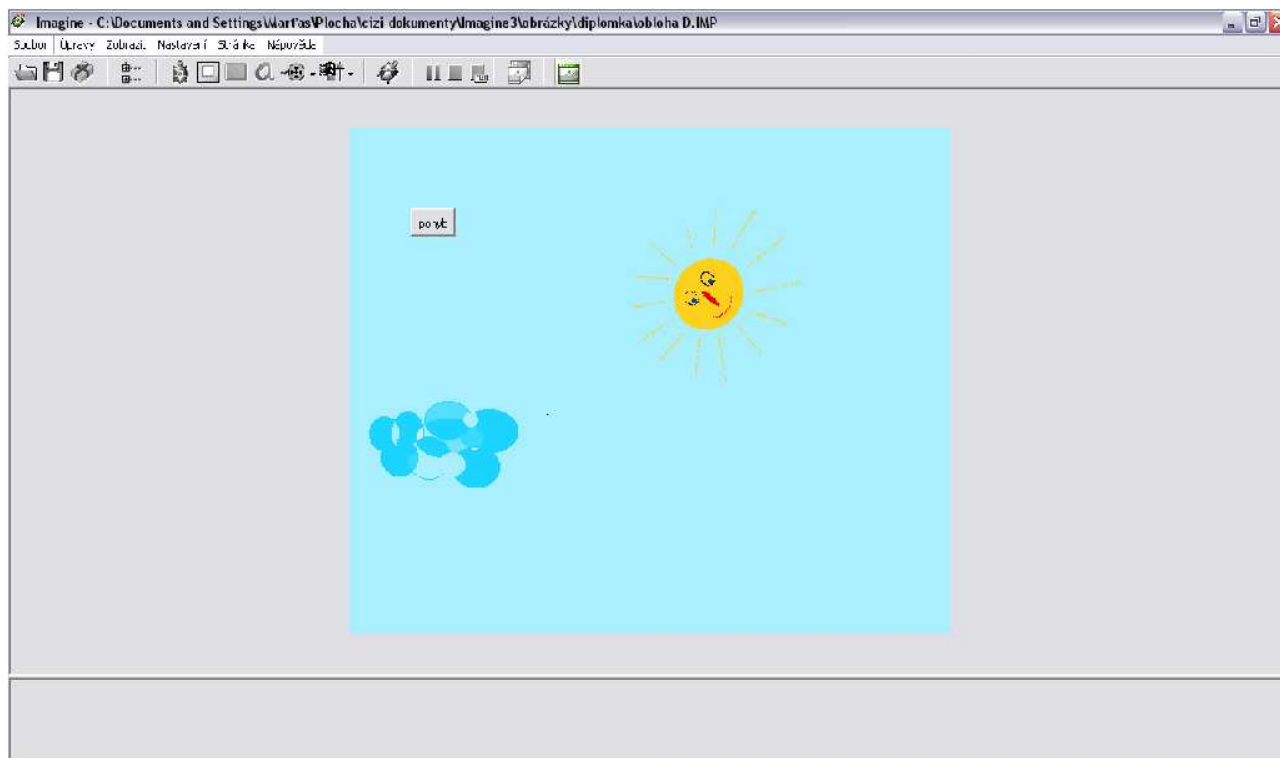 Imagine - C:\Documents and Settings\Marťas\Plocha\cizi dokumenty\Imagine3\obrázky\diplomka\obloha D.IMP
Soubor Úpravy Zobrazit Nastavení Stránka Nápověda
pohyb